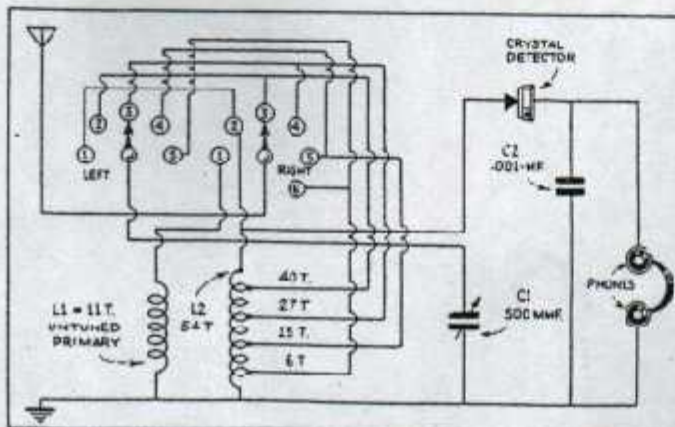 CRYSTAL
DETECTOR
3
3
2
4
2
4
1
5
1
5
LEFT
RIGHT
6
C2
.001-MF.
L1 = 11 T.
UNTUNED
PRIMARY
L2
54 T
40 T.
27 T
15 T.
6 T
C1
500 MMF.
PHONES